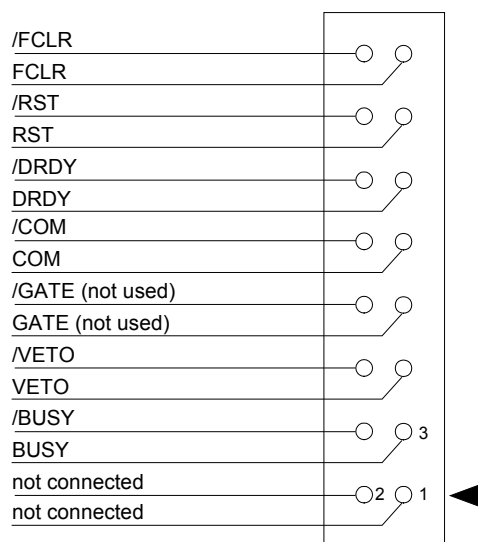 /FCLR
FCLR
/RST
RST
/DRDY
DRDY
/COM
COM
/GATE (not used)
GATE (not used)
/VETO
VETO
/BUSY
3
BUSY
not connected
2 1
not connected